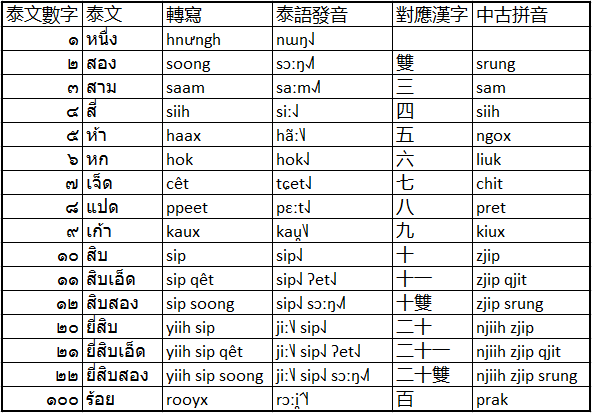 泰文數字 泰文 轉寫 泰語發音 對應漢字 中古拼音
๑ หนึ่ง hnưngh nɯŋ˨˩
๒ สอง soong sɔːŋ˩˩˦ 雙 srung
๓ สาม saam saːm˩˩˦ 三 sam
๔ สี่ siih siː˨˩ 四 siih
๕ ห้า haax hãː˥˩ 五 ngox
๖ หก hok hok˨˩ 六 liuk
๗ เจ็ด cêt tɕet˨˩ 七 chit
๘ แปด ppeet pɛːt˨˩ 八 pret
๙ เก้า kaux kau̯˥˩ 九 kiux
๑๐ สิบ sip sip˨˩ 十 zjip
๑๑ สิบเอ็ด sip qêt sip˨˩ ʔet˨˩ 十一 zjip qjit
๑๒ สิบสอง sip soong sip˨˩ sɔːŋ˩˩˦ 十雙 zjip srung
๒๐ ยี่สิบ yiih sip jiː˥˩ sip˨˩ 二十 njiih zjip
๒๑ ยี่สิบเอ็ด yiih sip qêt jiː˥˩ sip˨˩ ʔet˨˩ 二十一 njiih zjip qjit
๒๒ ยี่สิบสอง yiih sip soong jiː˥˩ sip˨˩ sɔːŋ˩˩˦ 二十雙 njiih zjip srung
๑๐๐ ร้อย rooyx rɔːi̯˦˥˦ 百 prak